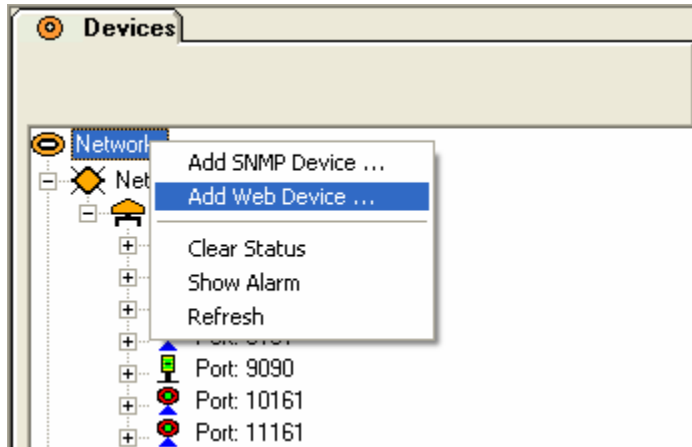 Devices
Network
Add SNMP Device ...
Net
Add Web Device ...
Clear Status
Show Alarm
Refresh
Port: 9090
Port: 10161
Port: 11161